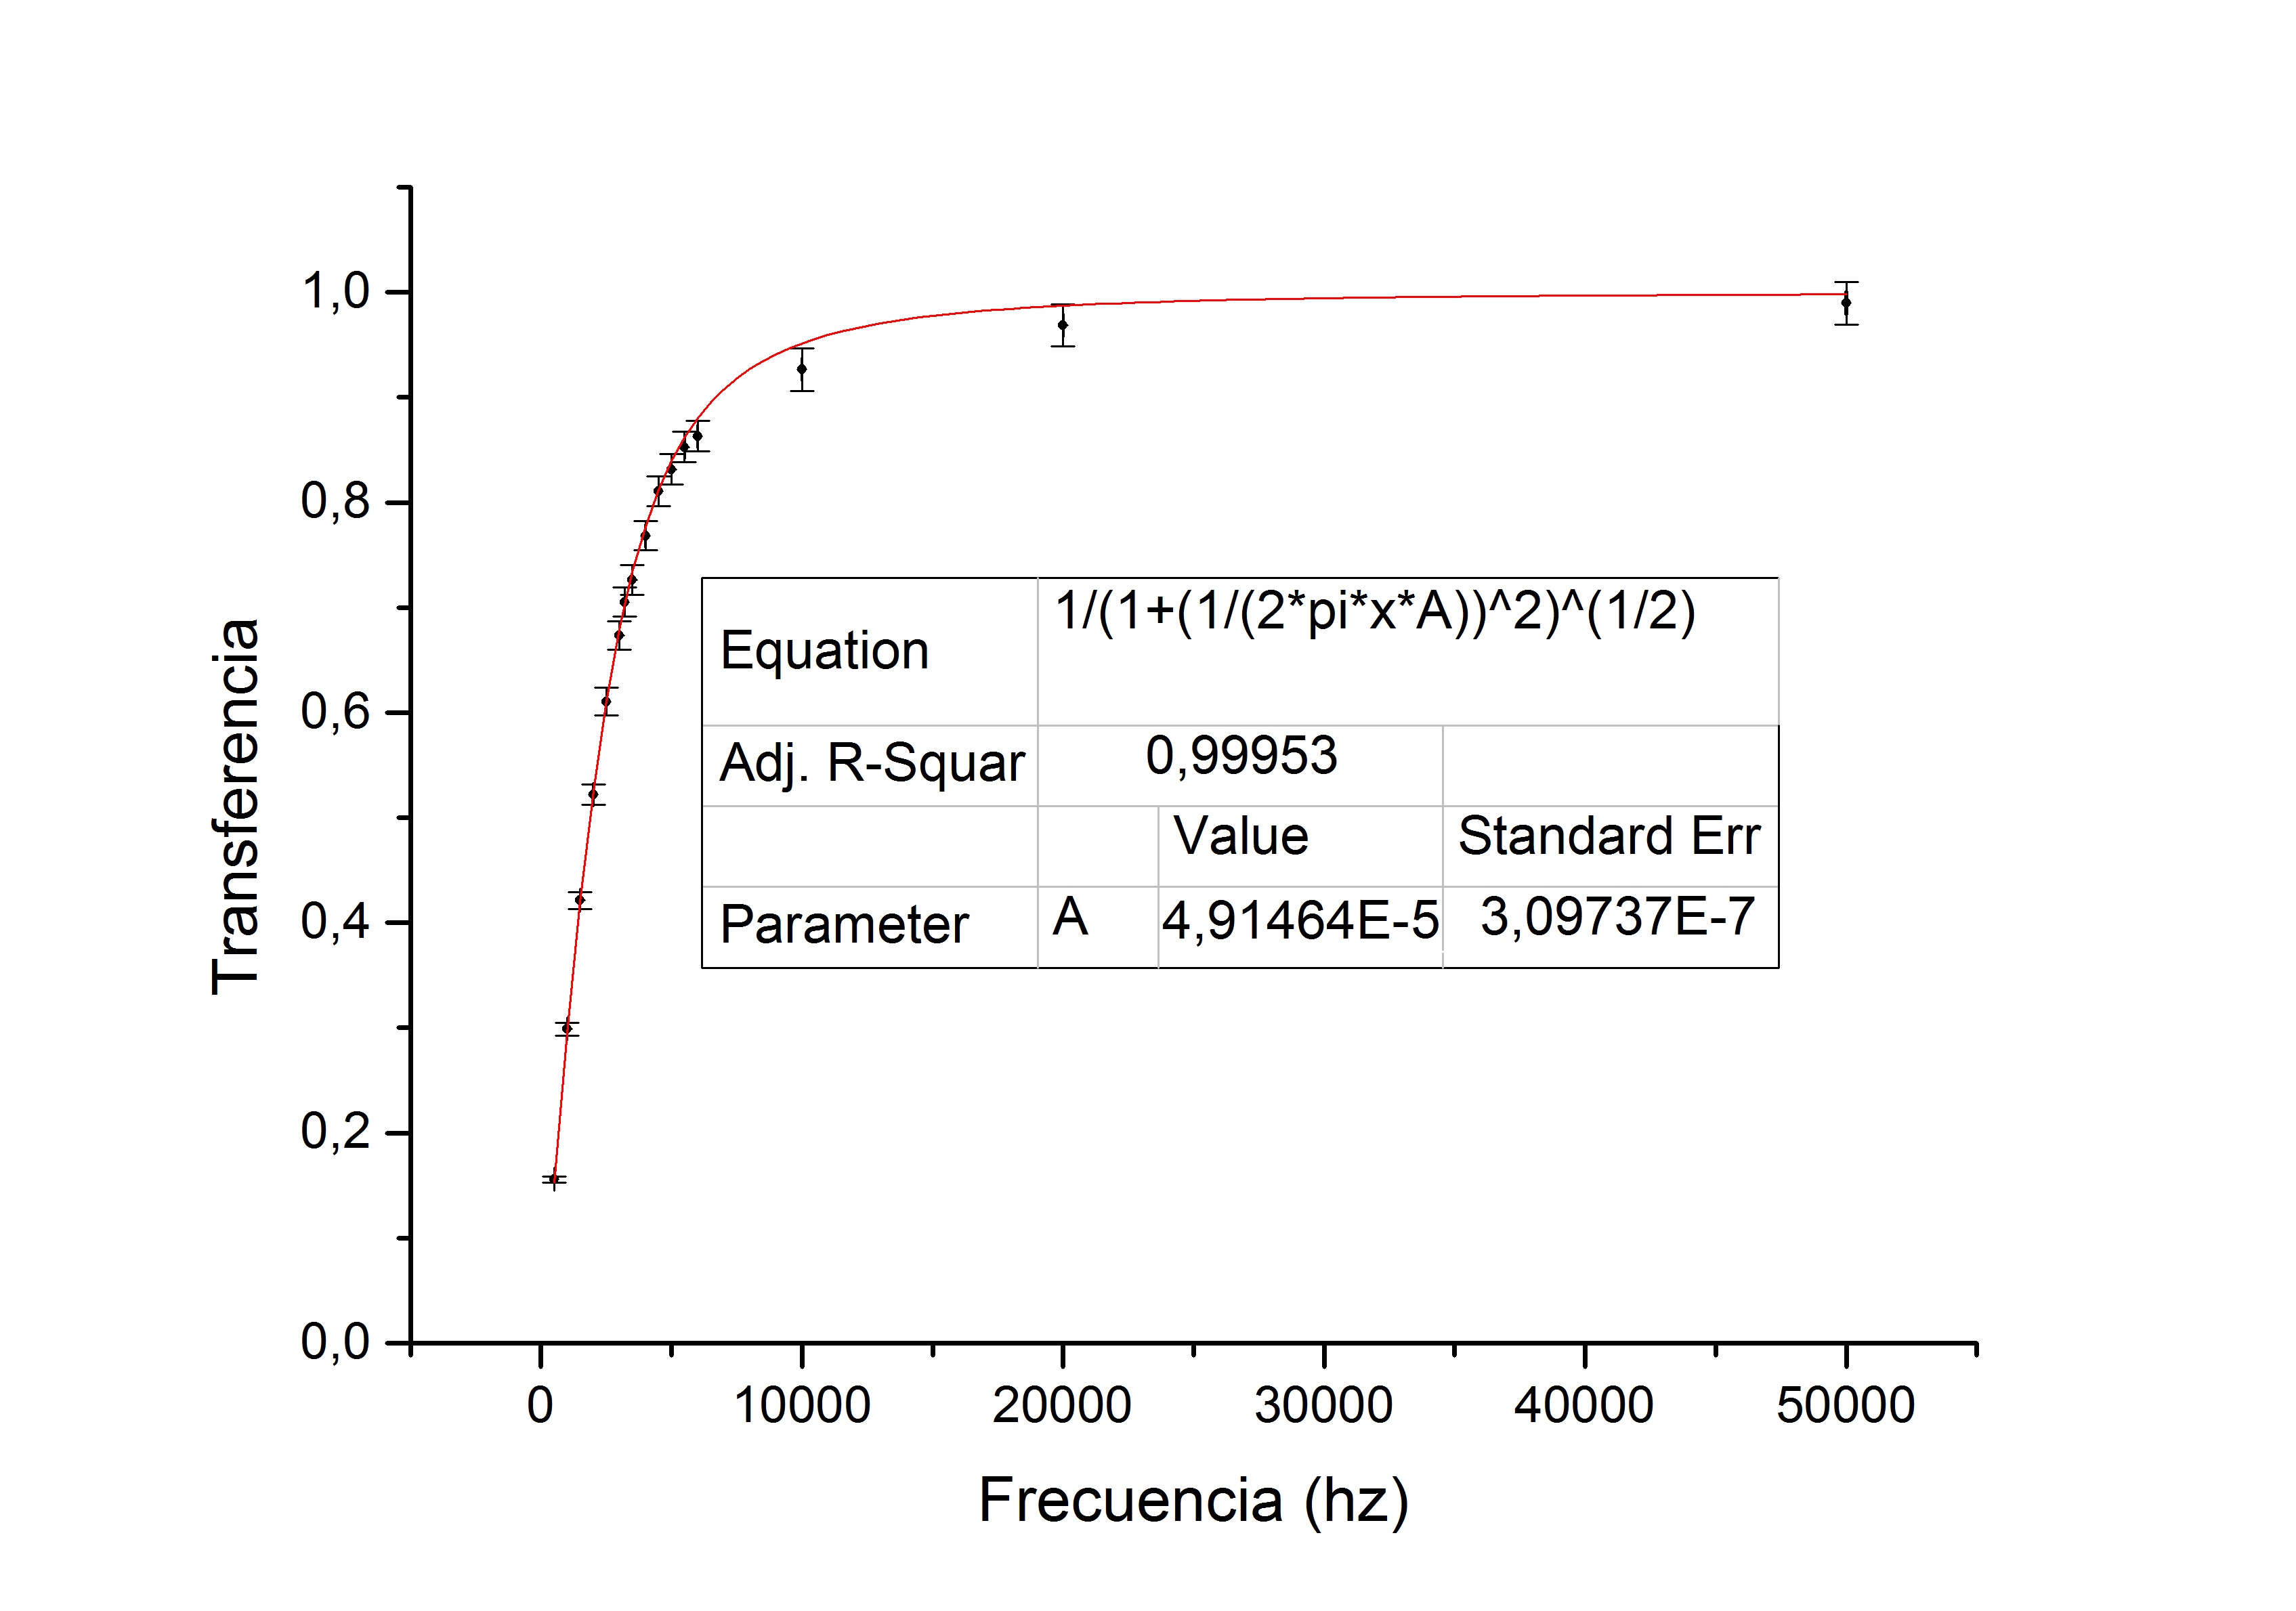 1,0
0,8
0,6
0,4
0,2
0,0
Transferencia
Equation 1/(1+(1/(2*pi*x*A))^2)^(1/2)
Adj. R-Squar 0,99953
Value Standard Err
Parameter A 4,91464E-5 3,09737E-7
0 10000 20000 30000 40000 50000
Frecuencia (hz)